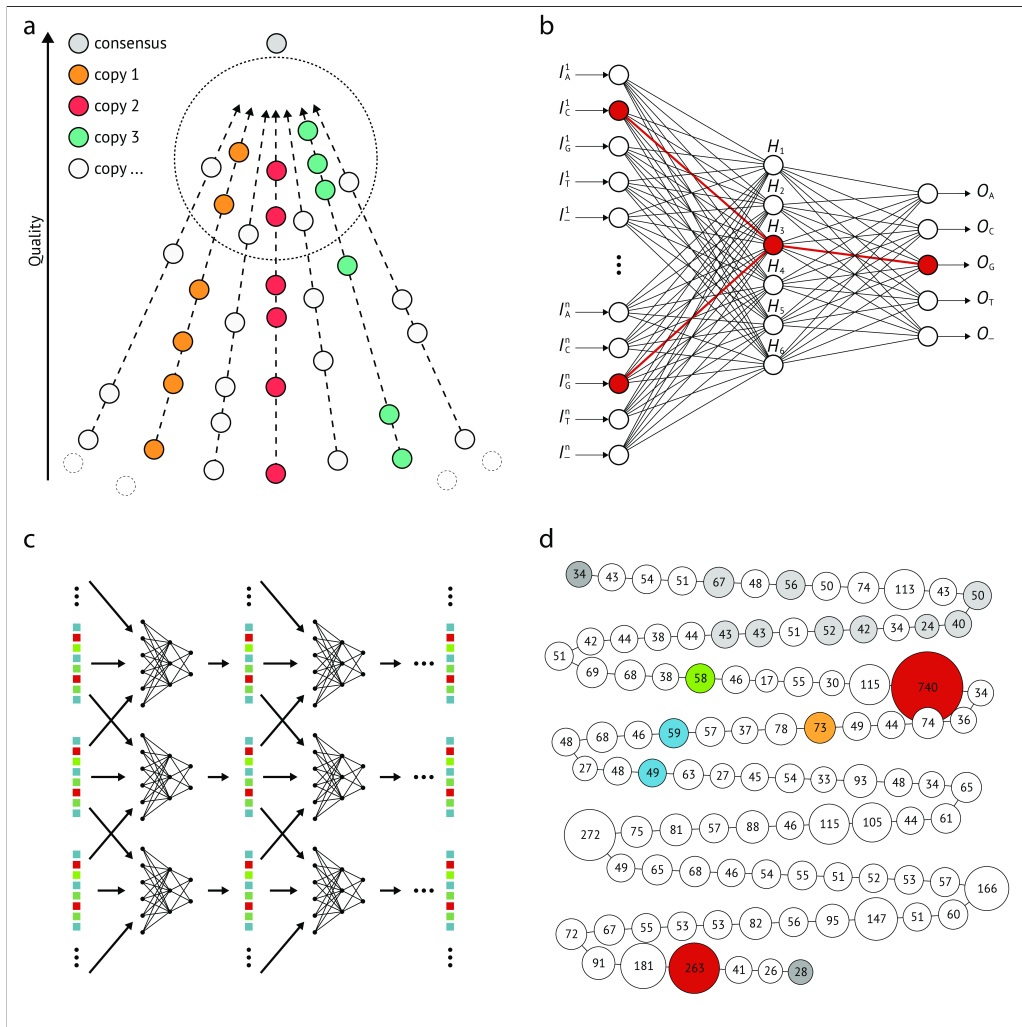 a
Quality
consensus
copy 1
copy 2
copy 3
copy ...
b
I¹A
I¹C
I¹G
I¹T
I¹–
IⁿA
IⁿC
IⁿG
IⁿT
Iⁿ–
H₁
H₂
H₃
H₄
H₅
H₆
OA
OC
OG
OT
O–
c
d
34 43 54 51 67 48 56 50 74 113 43 50
42 44 38 44 43 43 51 52 42 34 24 40
51 69 68 38 58 46 17 55 30 115 740 34
48 68 46 59 57 37 78 73 49 44 74 36
27 48 49 63 27 45 54 33 93 48 34 65
272 75 81 57 88 46 115 105 44 61
49 65 68 46 54 55 51 52 53 57 166
72 67 55 53 53 82 56 95 147 51 60
91 181 263 41 26 28